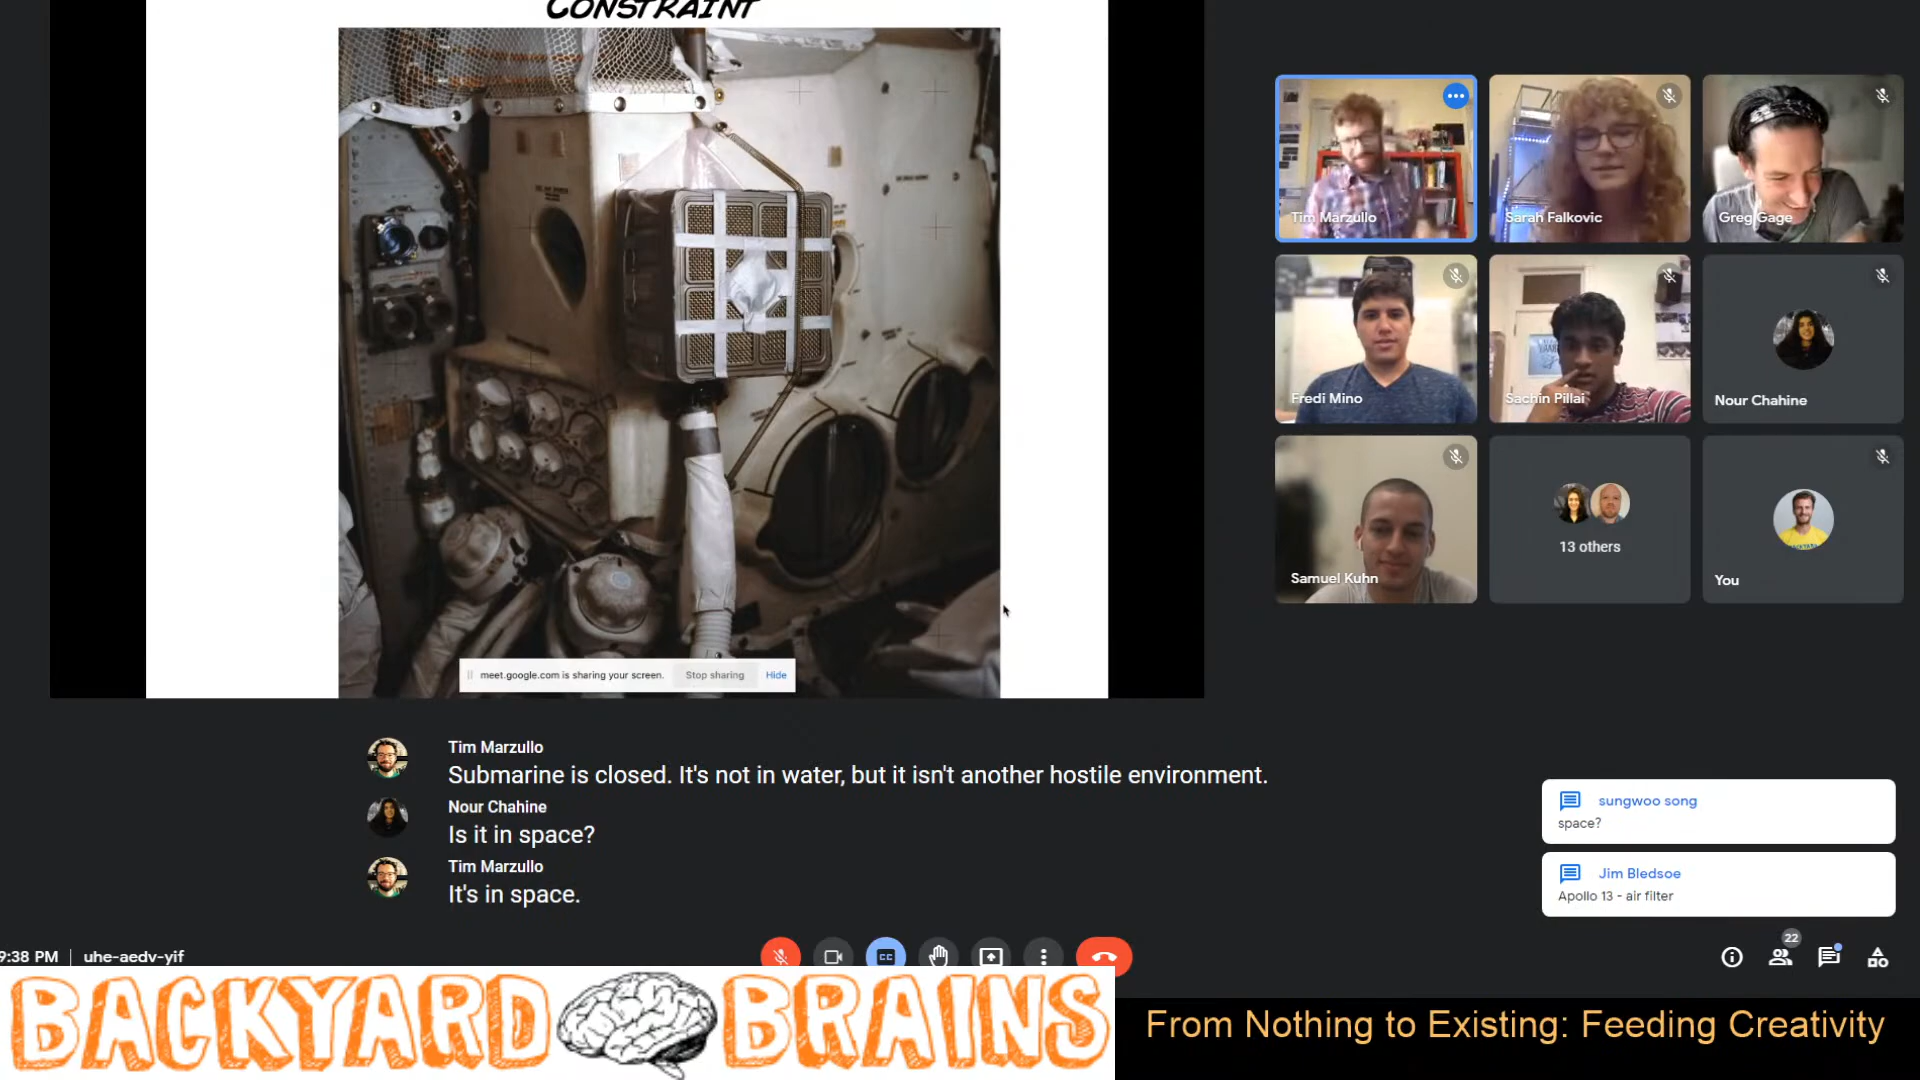 CONSTRAINT
Tim Marzullo
Sarah Falkovic
Greg Gage
Fredi Mino
Sachin Pillai
Nour Chahine
Samuel Kuhn
13 others
You
meet.google.com is sharing your screen.
Stop sharing
Hide
Tim Marzullo
Submarine is closed. It's not in water, but it isn't another hostile environment.
Nour Chahine
Is it in space?
Tim Marzullo
It's in space.
sungwoo song
space?
Jim Bledsoe
Apollo 13 - air filter
9:38 PM | uhe-aedv-yif
CC
22
BACKYARD BRAINS
From Nothing to Existing: Feeding Creativity